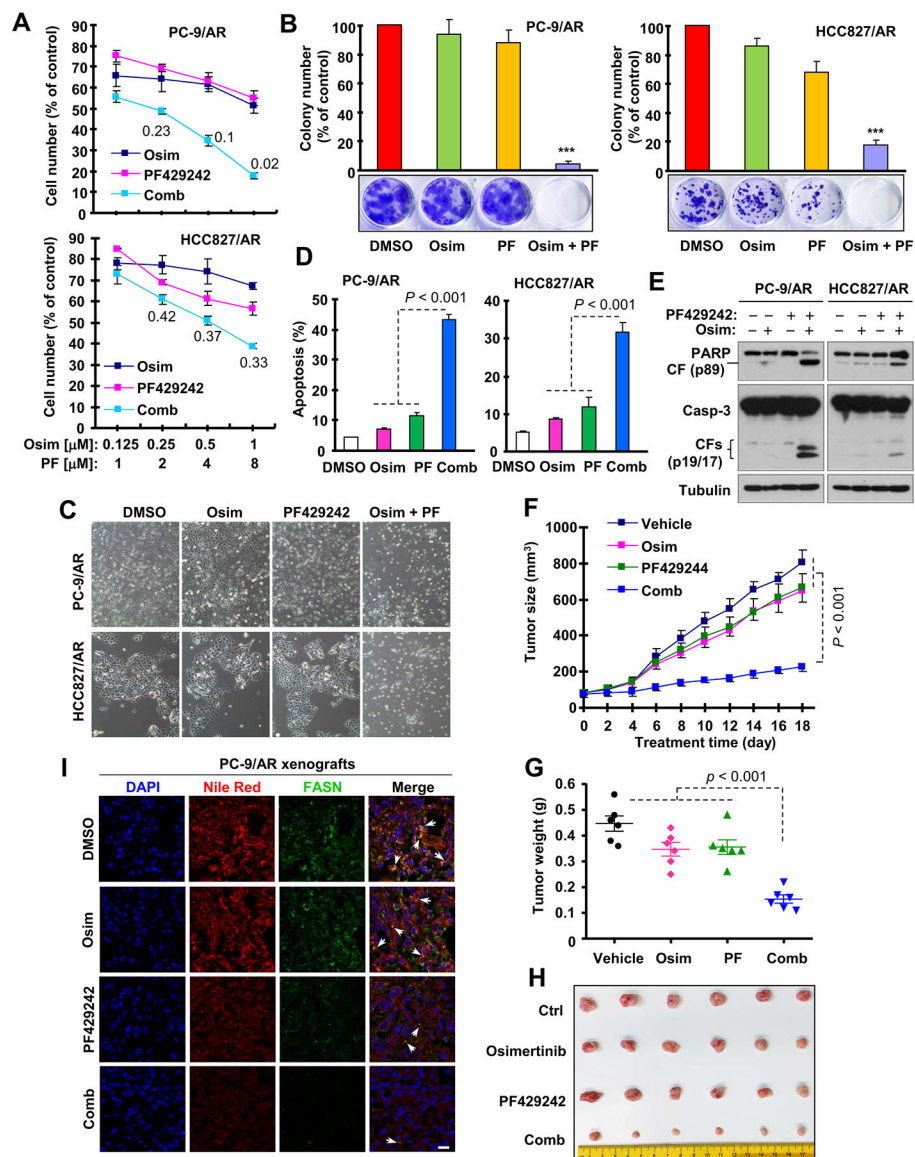 A
PC-9/AR
Cell number (% of control)
100
90
80
70
60
50
40
30
20
10
0
0.23
0.1
0.02
Osim
PF429242
Comb
HCC827/AR
Cell number (% of control)
100
90
80
70
60
50
40
30
20
10
0
0.42
0.37
0.33
Osim
PF429242
Comb
Osim [µM]: 0.125 0.25 0.5 1
PF [µM]: 1 2 4 8
B
PC-9/AR
Colony number
(% of control)
100
80
60
40
20
0
***
DMSO Osim PF Osim + PF
HCC827/AR
Colony number
(% of control)
100
80
60
40
20
0
***
DMSO Osim PF Osim + PF
D
PC-9/AR
P < 0.001
Apoptosis (%)
50
40
30
20
10
0
DMSO Osim PF Comb
HCC827/AR
P < 0.001
40
30
20
10
0
DMSO Osim PF Comb
E
PC-9/AR HCC827/AR
PF429242: – – + + – – + +
Osim: – + – + – + – +
PARP
CF (p89)
Casp-3
CFs
(p19/17)
Tubulin
C
DMSO Osim PF429242 Osim + PF
PC-9/AR
HCC827/AR
F
Vehicle
Osim
PF429244
Comb
Tumor size (mm3)
1000
800
600
400
200
0
P < 0.001
0 2 4 6 8 10 12 14 16 18
Treatment time (day)
I
PC-9/AR xenografts
DAPI Nile Red FASN Merge
DMSO
Osim
PF429242
Comb
G
p < 0.001
Tumor weight (g)
0.6
0.5
0.4
0.3
0.2
0.1
0
Vehicle Osim PF Comb
H
Ctrl
Osimertinib
PF429242
Comb